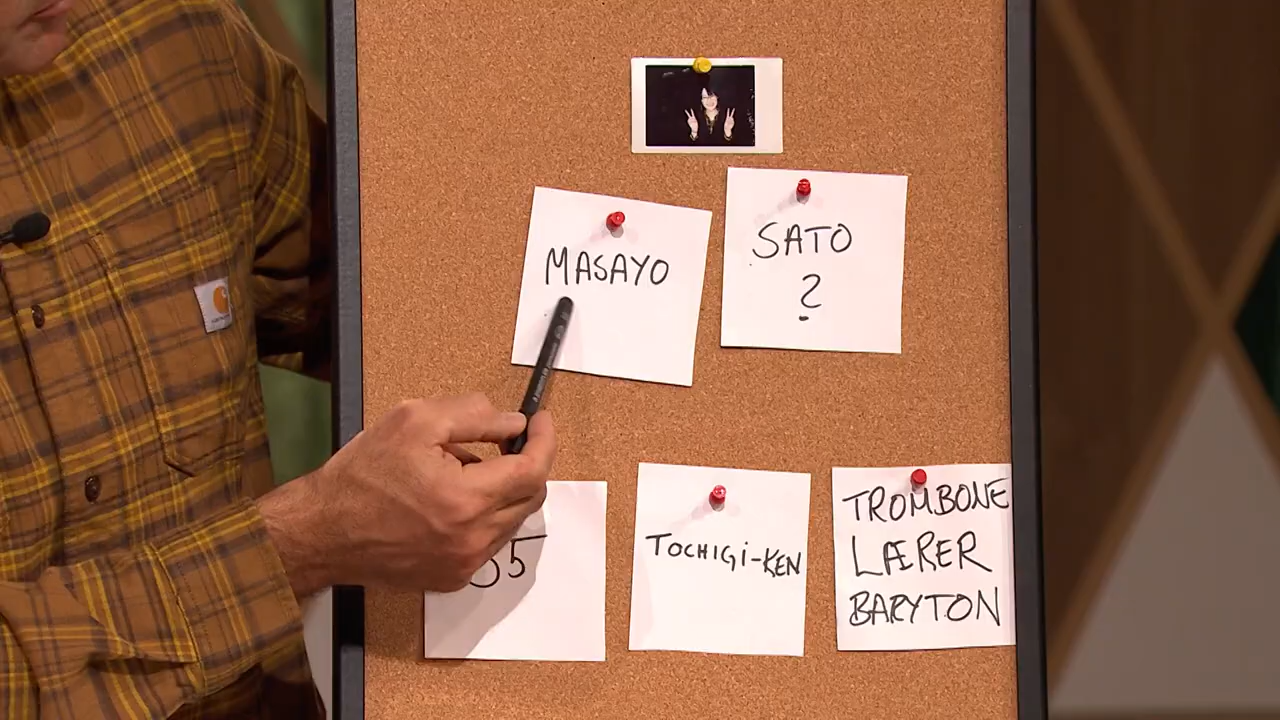 MASAYO
SATO
?
TOCHIGI-KEN
TROMBONE
LÆRER
BARYTON